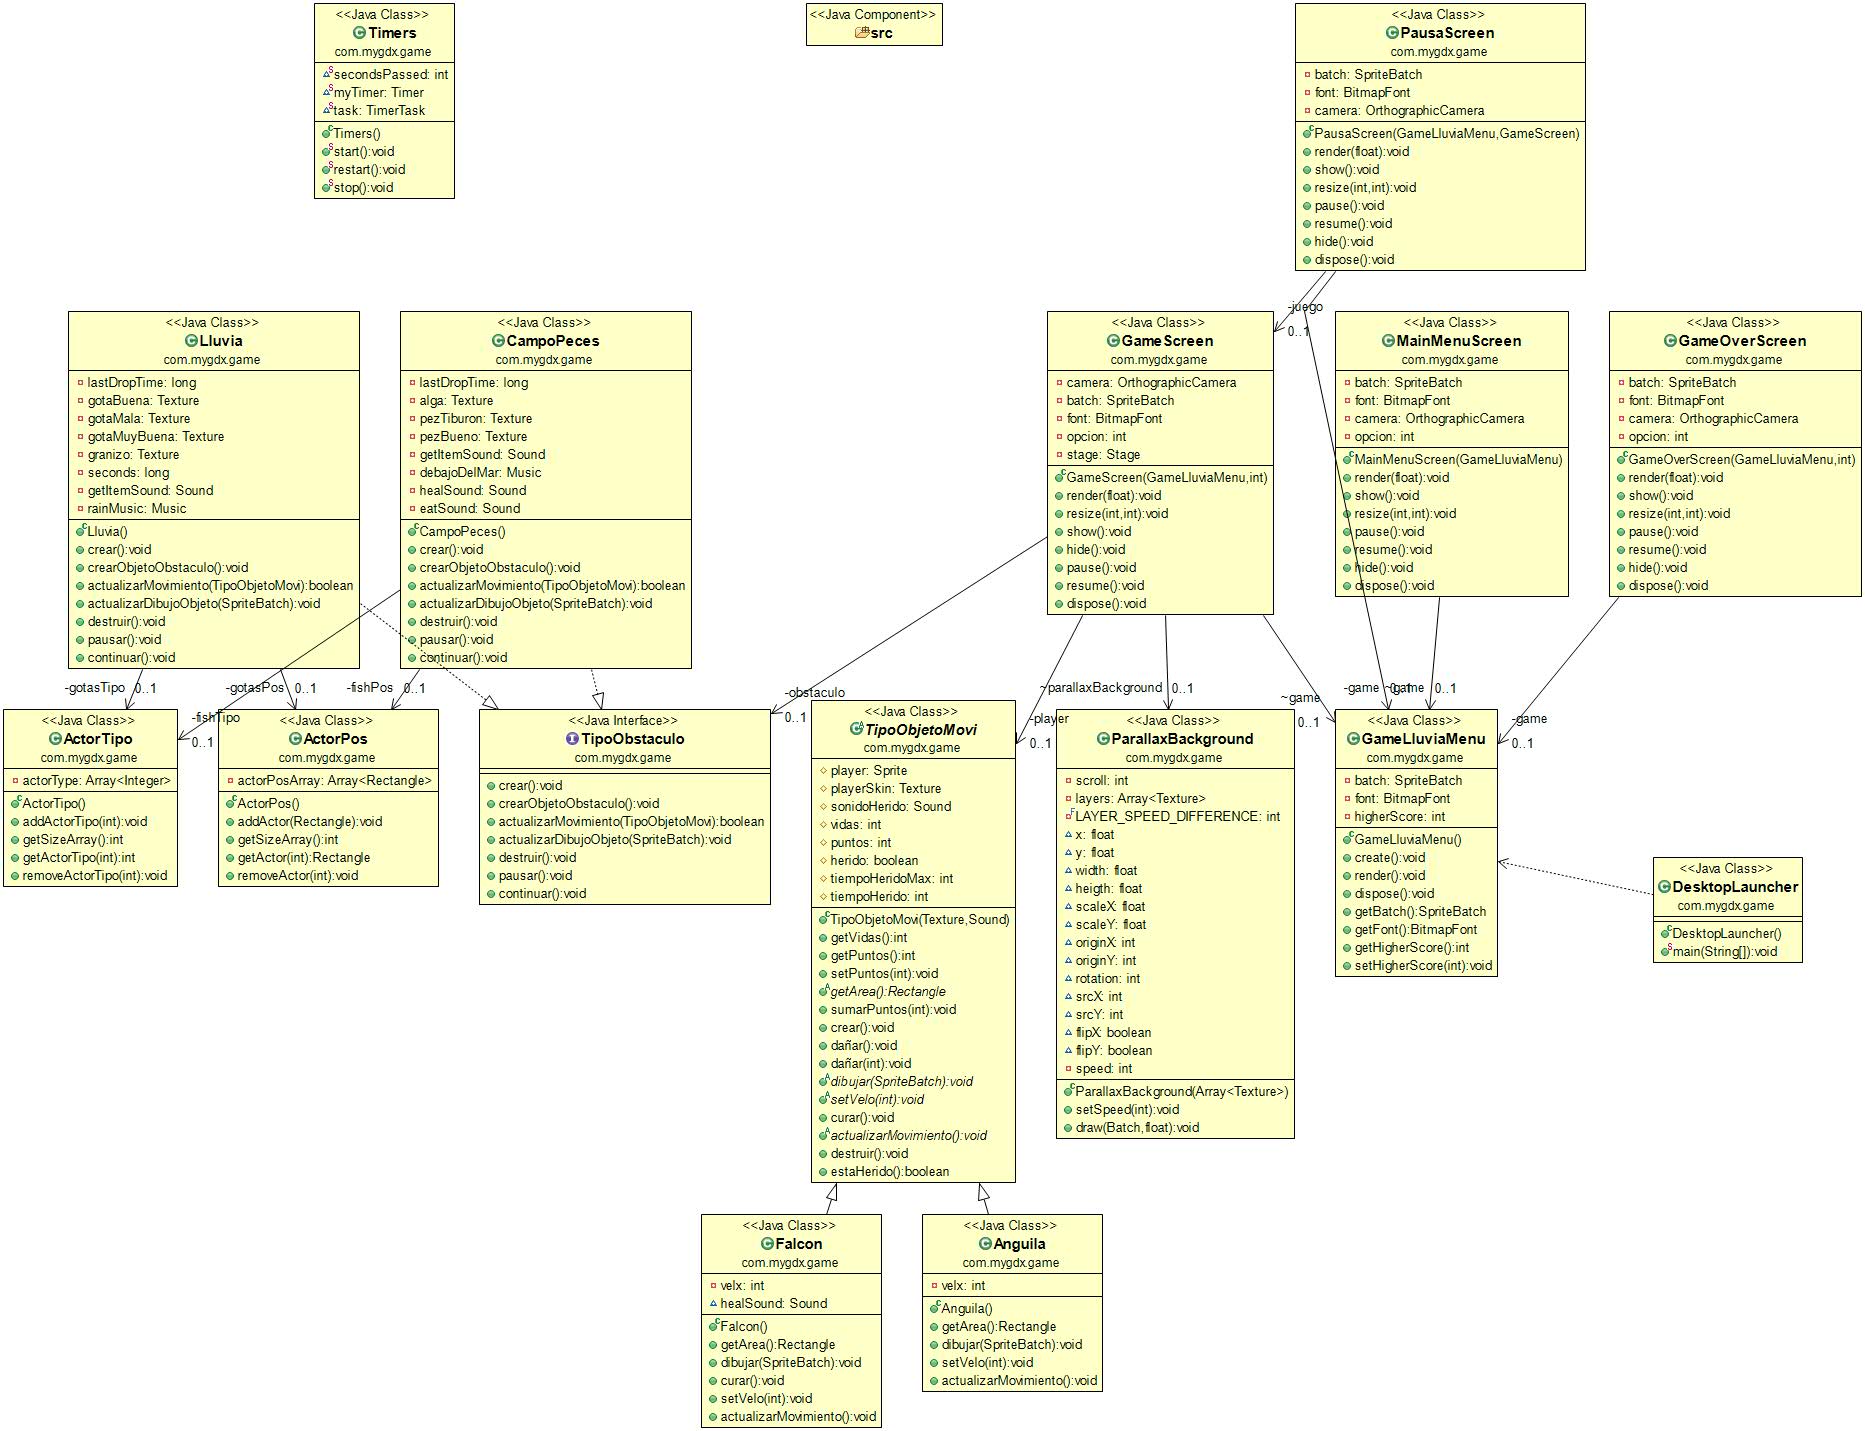 <<Java Class>>
Timers
com.mygdx.game
secondsPassed: int
myTimer: Timer
task: TimerTask
Timers()
start():void
restart():void
stop():void
<<Java Component>>
src
<<Java Class>>
PausaScreen
com.mygdx.game
batch: SpriteBatch
font: BitmapFont
camera: OrthographicCamera
PausaScreen(GameLluviaMenu,GameScreen)
render(float):void
show():void
resize(int,int):void
pause():void
resume():void
hide():void
dispose():void
<<Java Class>>
Lluvia
com.mygdx.game
lastDropTime: long
gotaBuena: Texture
gotaMala: Texture
gotaMuyBuena: Texture
granizo: Texture
seconds: long
getItemSound: Sound
rainMusic: Music
Lluvia()
crear():void
crearObjetoObstaculo():void
actualizarMovimiento(TipoObjetoMovi):boolean
actualizarDibujoObjeto(SpriteBatch):void
destruir():void
pausar():void
continuar():void
<<Java Class>>
CampoPeces
com.mygdx.game
lastDropTime: long
alga: Texture
pezTiburon: Texture
pezBueno: Texture
getItemSound: Sound
debajoDelMar: Music
healSound: Sound
eatSound: Sound
CampoPeces()
crear():void
crearObjetoObstaculo():void
actualizarMovimiento(TipoObjetoMovi):boolean
actualizarDibujoObjeto(SpriteBatch):void
destruir():void
pausar():void
continuar():void
-juego
0..1
<<Java Class>>
GameScreen
com.mygdx.game
camera: OrthographicCamera
batch: SpriteBatch
font: BitmapFont
opcion: int
stage: Stage
GameScreen(GameLluviaMenu,int)
render(float):void
resize(int,int):void
show():void
hide():void
pause():void
resume():void
dispose():void
<<Java Class>>
MainMenuScreen
com.mygdx.game
batch: SpriteBatch
font: BitmapFont
camera: OrthographicCamera
opcion: int
MainMenuScreen(GameLluviaMenu)
render(float):void
show():void
resize(int,int):void
pause():void
resume():void
hide():void
dispose():void
<<Java Class>>
GameOverScreen
com.mygdx.game
batch: SpriteBatch
font: BitmapFont
camera: OrthographicCamera
opcion: int
GameOverScreen(GameLluviaMenu,int)
render(float):void
show():void
resize(int,int):void
pause():void
resume():void
hide():void
dispose():void
-gotasTipo 0..1
-gotasPos 0..1
-fishPos 0..1
-fishTipo
0..1
-obstaculo
0..1
-player
0..1
~parallaxBackground 0..1
~game
0..1
-game 0..1
~game 0..1
-game
0..1
<<Java Class>>
ActorTipo
com.mygdx.game
actorType: Array<Integer>
ActorTipo()
addActorTipo(int):void
getSizeArray():int
getActorTipo(int):int
removeActorTipo(int):void
<<Java Class>>
ActorPos
com.mygdx.game
actorPosArray: Array<Rectangle>
ActorPos()
addActor(Rectangle):void
getSizeArray():int
getActor(int):Rectangle
removeActor(int):void
<<Java Interface>>
TipoObstaculo
com.mygdx.game
crear():void
crearObjetoObstaculo():void
actualizarMovimiento(TipoObjetoMovi):boolean
actualizarDibujoObjeto(SpriteBatch):void
destruir():void
pausar():void
continuar():void
<<Java Class>>
TipoObjetoMovi
com.mygdx.game
player: Sprite
playerSkin: Texture
sonidoHerido: Sound
vidas: int
puntos: int
herido: boolean
tiempoHeridoMax: int
tiempoHerido: int
TipoObjetoMovi(Texture,Sound)
getVidas():int
getPuntos():int
setPuntos(int):void
getArea():Rectangle
sumarPuntos(int):void
crear():void
dañar():void
dañar(int):void
dibujar(SpriteBatch):void
setVelo(int):void
curar():void
actualizarMovimiento():void
destruir():void
estaHerido():boolean
<<Java Class>>
ParallaxBackground
com.mygdx.game
scroll: int
layers: Array<Texture>
LAYER_SPEED_DIFFERENCE: int
x: float
y: float
width: float
heigth: float
scaleX: float
scaleY: float
originX: int
originY: int
rotation: int
srcX: int
srcY: int
flipX: boolean
flipY: boolean
speed: int
ParallaxBackground(Array<Texture>)
setSpeed(int):void
draw(Batch,float):void
<<Java Class>>
GameLluviaMenu
com.mygdx.game
batch: SpriteBatch
font: BitmapFont
higherScore: int
GameLluviaMenu()
create():void
render():void
dispose():void
getBatch():SpriteBatch
getFont():BitmapFont
getHigherScore():int
setHigherScore(int):void
<<Java Class>>
DesktopLauncher
com.mygdx.game
DesktopLauncher()
main(String[]):void
<<Java Class>>
Falcon
com.mygdx.game
velx: int
healSound: Sound
Falcon()
getArea():Rectangle
dibujar(SpriteBatch):void
curar():void
setVelo(int):void
actualizarMovimiento():void
<<Java Class>>
Anguila
com.mygdx.game
velx: int
Anguila()
getArea():Rectangle
dibujar(SpriteBatch):void
setVelo(int):void
actualizarMovimiento():void